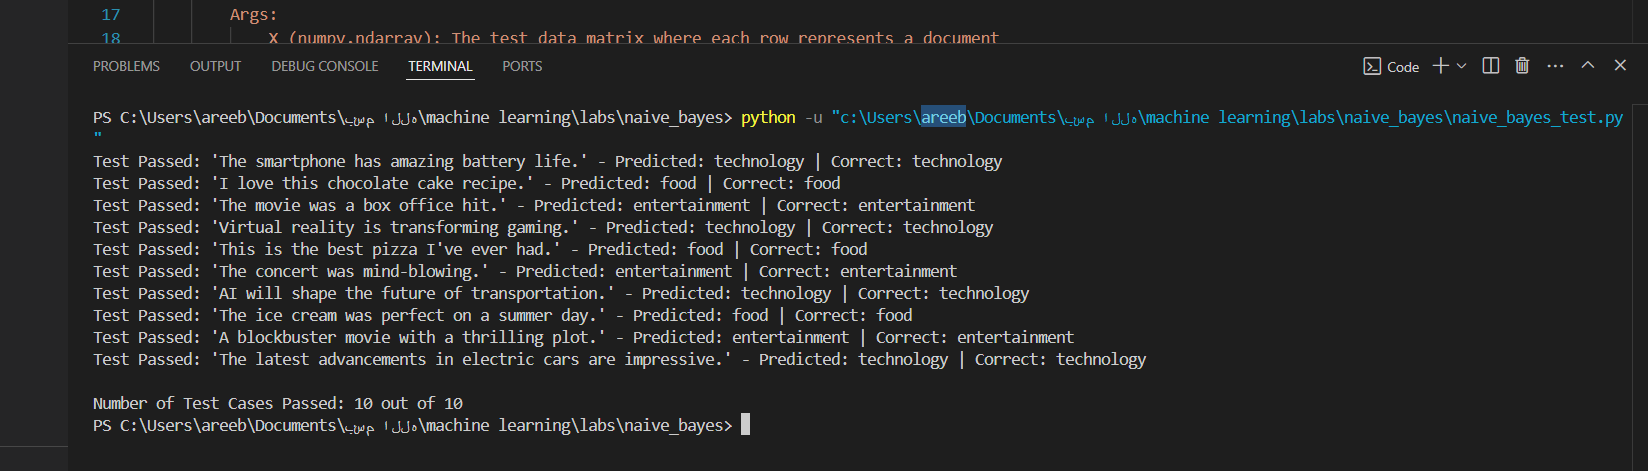 17 Args:
18 X (numpy.ndarray): The test data matrix where each row represents a document
PROBLEMS OUTPUT DEBUG CONSOLE TERMINAL PORTS Code
PS C:\Users\areeb\Documents\بسم الله\machine learning\labs\naive_bayes> python -u "c:\Users\areeb\Documents\بسم الله\machine learning\labs\naive_bayes\naive_bayes_test.py
"
Test Passed: 'The smartphone has amazing battery life.' - Predicted: technology | Correct: technology
Test Passed: 'I love this chocolate cake recipe.' - Predicted: food | Correct: food
Test Passed: 'The movie was a box office hit.' - Predicted: entertainment | Correct: entertainment
Test Passed: 'Virtual reality is transforming gaming.' - Predicted: technology | Correct: technology
Test Passed: 'This is the best pizza I've ever had.' - Predicted: food | Correct: food
Test Passed: 'The concert was mind-blowing.' - Predicted: entertainment | Correct: entertainment
Test Passed: 'AI will shape the future of transportation.' - Predicted: technology | Correct: technology
Test Passed: 'The ice cream was perfect on a summer day.' - Predicted: food | Correct: food
Test Passed: 'A blockbuster movie with a thrilling plot.' - Predicted: entertainment | Correct: entertainment
Test Passed: 'The latest advancements in electric cars are impressive.' - Predicted: technology | Correct: technology
Number of Test Cases Passed: 10 out of 10
PS C:\Users\areeb\Documents\بسم الله\machine learning\labs\naive_bayes>